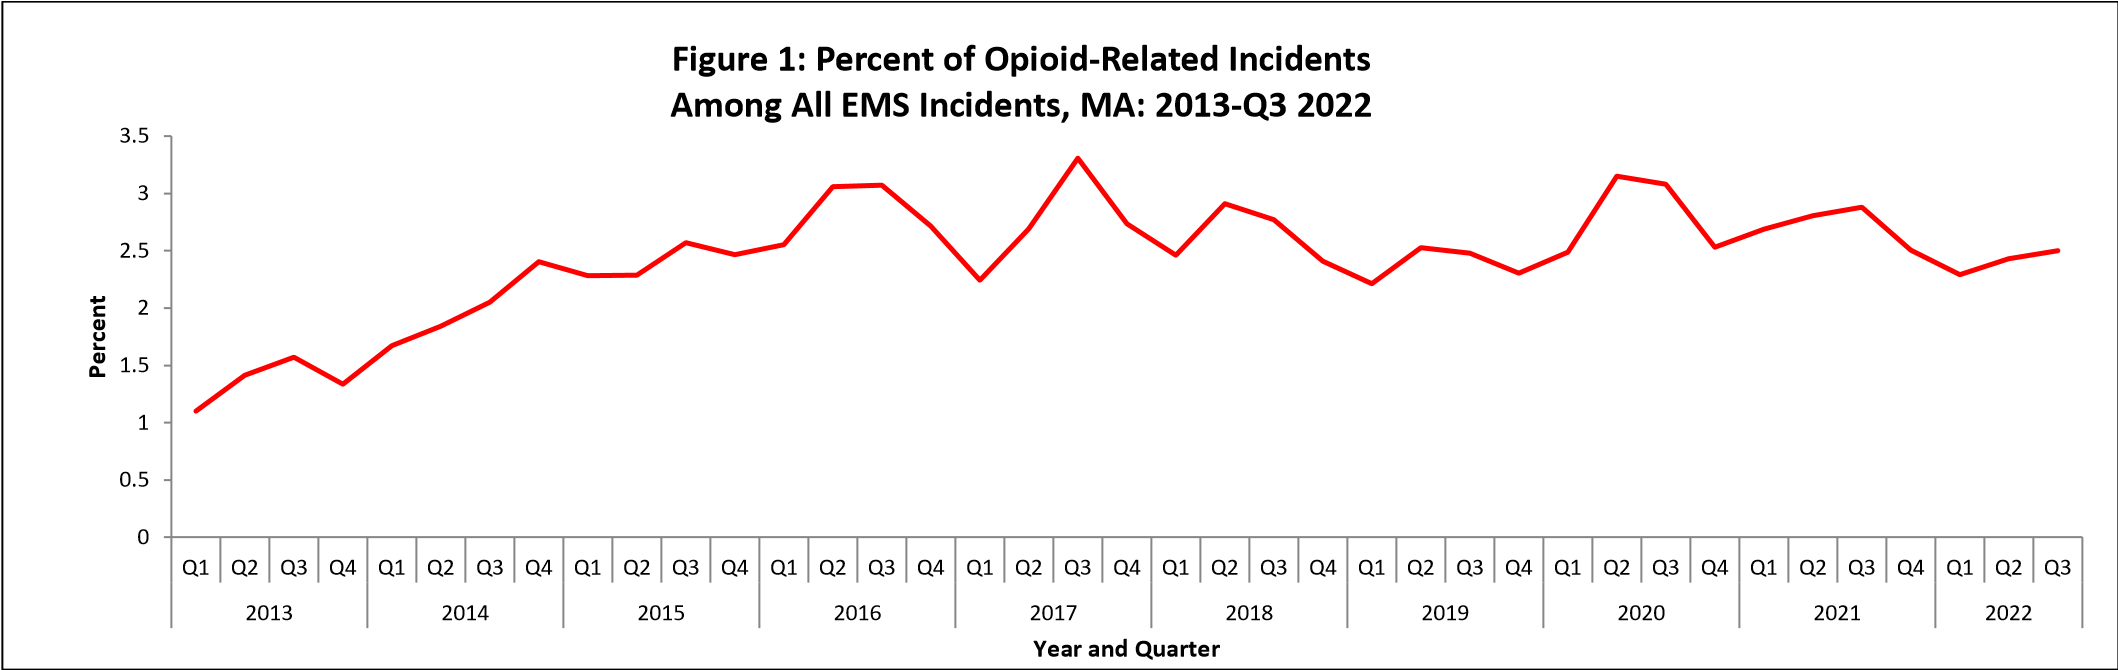 Figure 1: Percent of Opioid-Related Incidents
Among All EMS Incidents, MA: 2013-Q3 2022
3.5
3
2.5
2
1.5
1
0.5
0
Percent
Q1 Q2 Q3 Q4 Q1 Q2 Q3 Q4 Q1 Q2 Q3 Q4 Q1 Q2 Q3 Q4 Q1 Q2 Q3 Q4 Q1 Q2 Q3 Q4 Q1 Q2 Q3 Q4 Q1 Q2 Q3 Q4 Q1 Q2 Q3 Q4 Q1 Q2 Q3
2013 2014 2015 2016 2017 2018 2019 2020 2021 2022
Year and Quarter